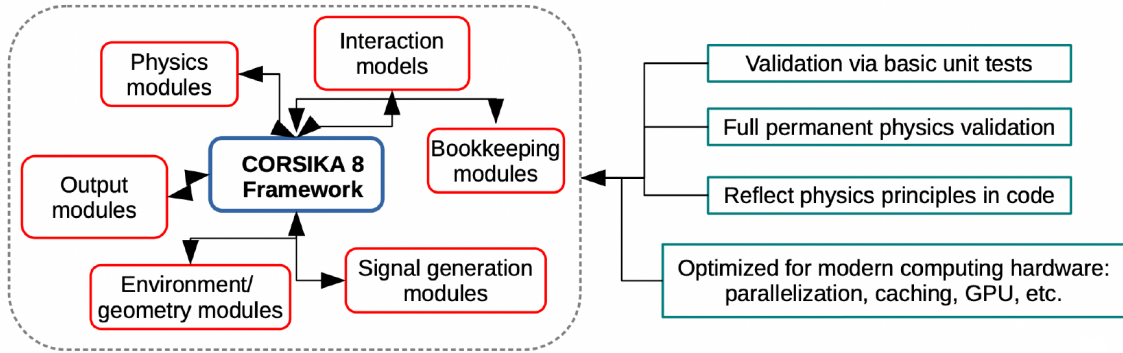 Physics
modules
Interaction
models
Bookkeeping
modules
CORSIKA 8
Framework
Output
modules
Environment/
geometry modules
Signal generation
modules
Validation via basic unit tests
Full permanent physics validation
Reflect physics principles in code
Optimized for modern computing hardware:
parallelization, caching, GPU, etc.